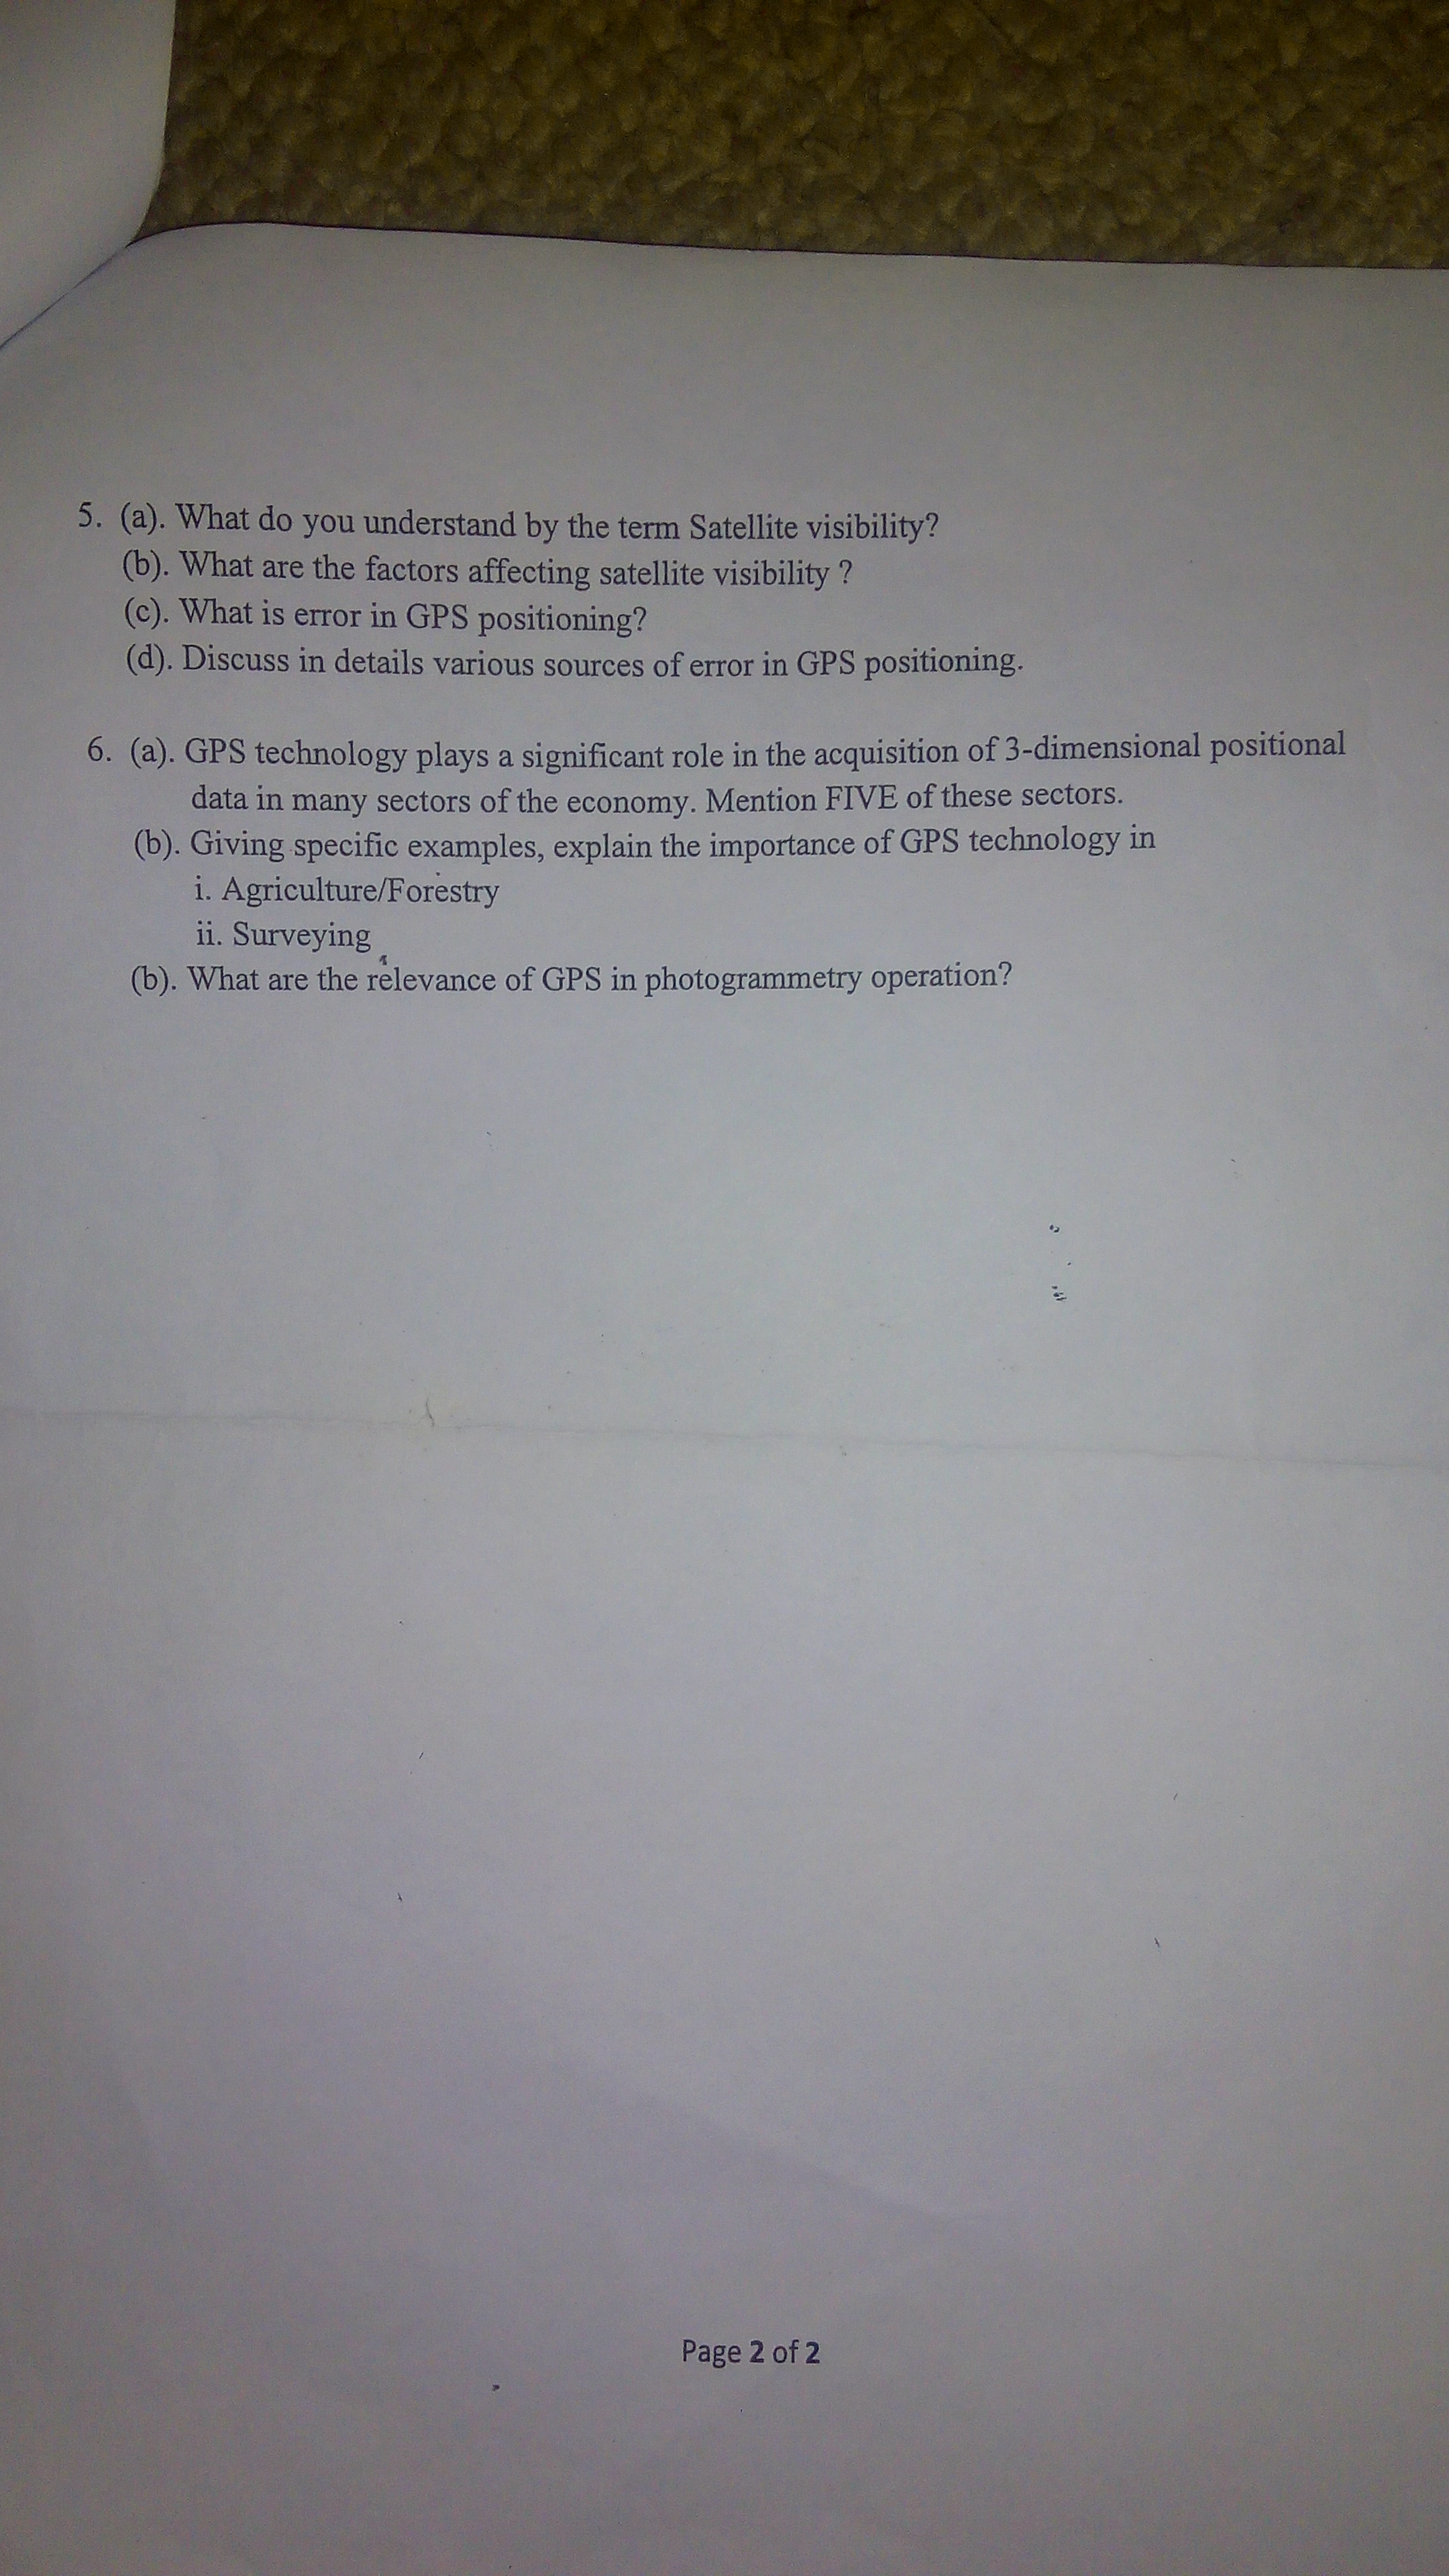 5. (a). What do you understand by the term Satellite visibility?
(b). What are the factors affecting satellite visibility ?
(c). What is error in GPS positioning?
(d). Discuss in details various sources of error in GPS positioning.
6. (a). GPS technology plays a significant role in the acquisition of 3-dimensional positional
data in many sectors of the economy. Mention FIVE of these sectors.
(b). Giving specific examples, explain the importance of GPS technology in
i. Agriculture/Forestry
ii. Surveying
(b). What are the relevance of GPS in photogrammetry operation?
Page 2 of 2